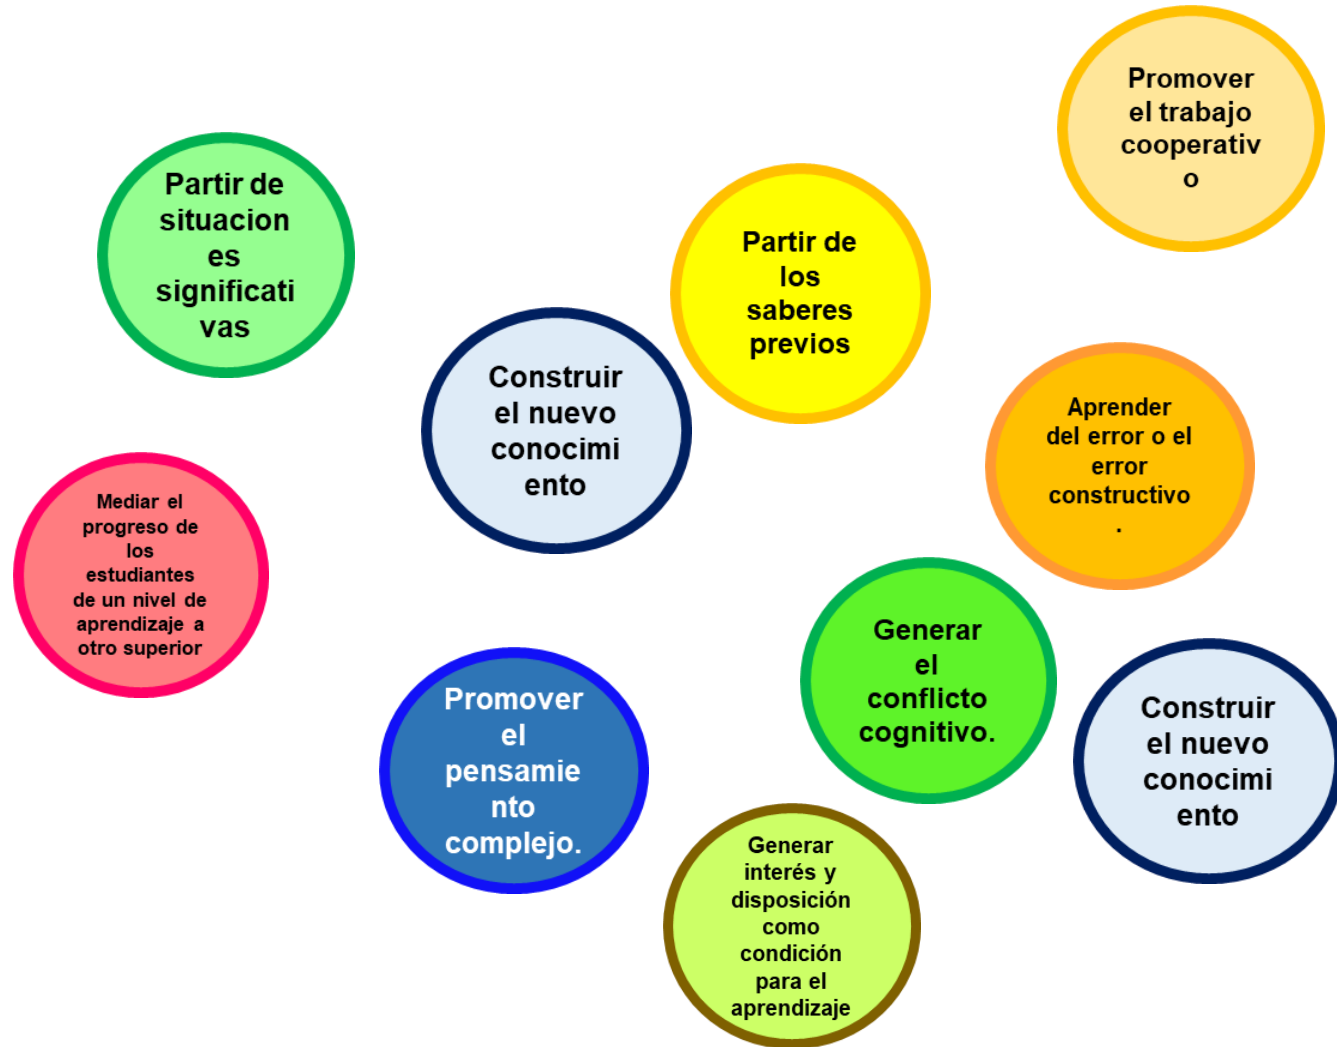 Promover
el trabajo
cooperativ
o
Partir de
situacion
es
significati
vas
Partir de
los
saberes
previos
Construir
el nuevo
conocimi
ento
Aprender
del error o el
error
constructivo
.
Mediar el
progreso de
los
estudiantes
de un nivel de
aprendizaje a
otro superior
Generar
el
conflicto
cognitivo.
Promover
el
pensamie
nto
complejo.
Construir
el nuevo
conocimi
ento
Generar
interés y
disposición
como
condición
para el
aprendizaje